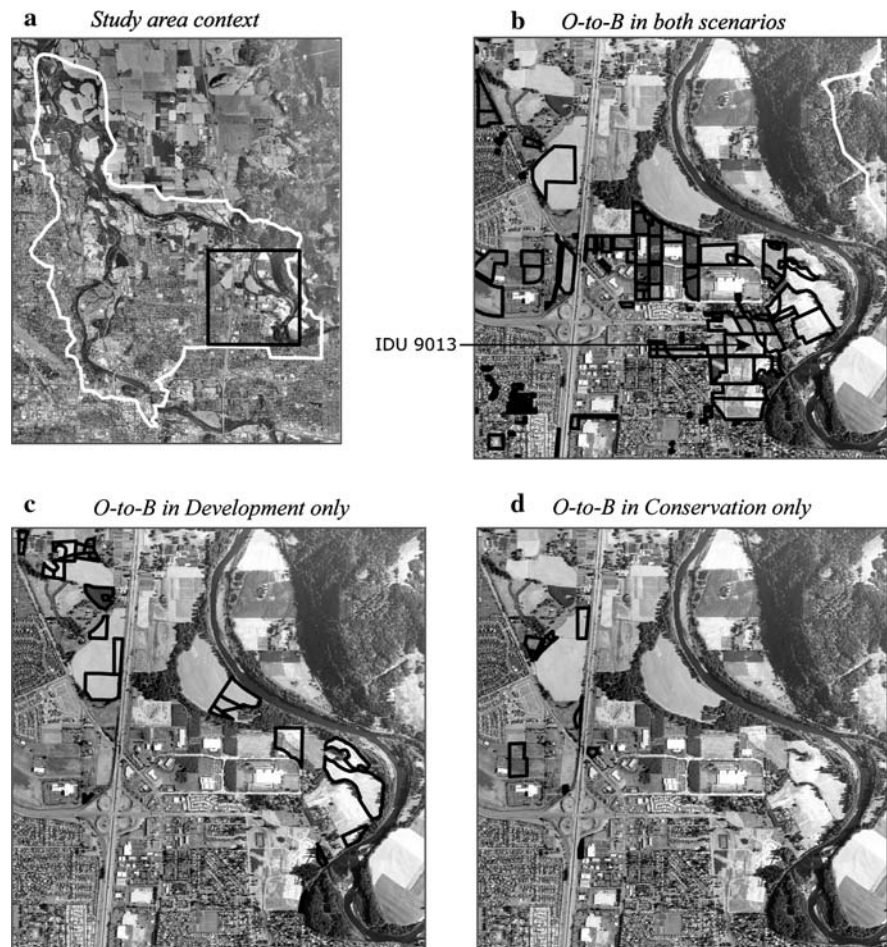 a Study area context
b O-to-B in both scenarios
IDU 9013
c O-to-B in Development only
d O-to-B in Conservation only